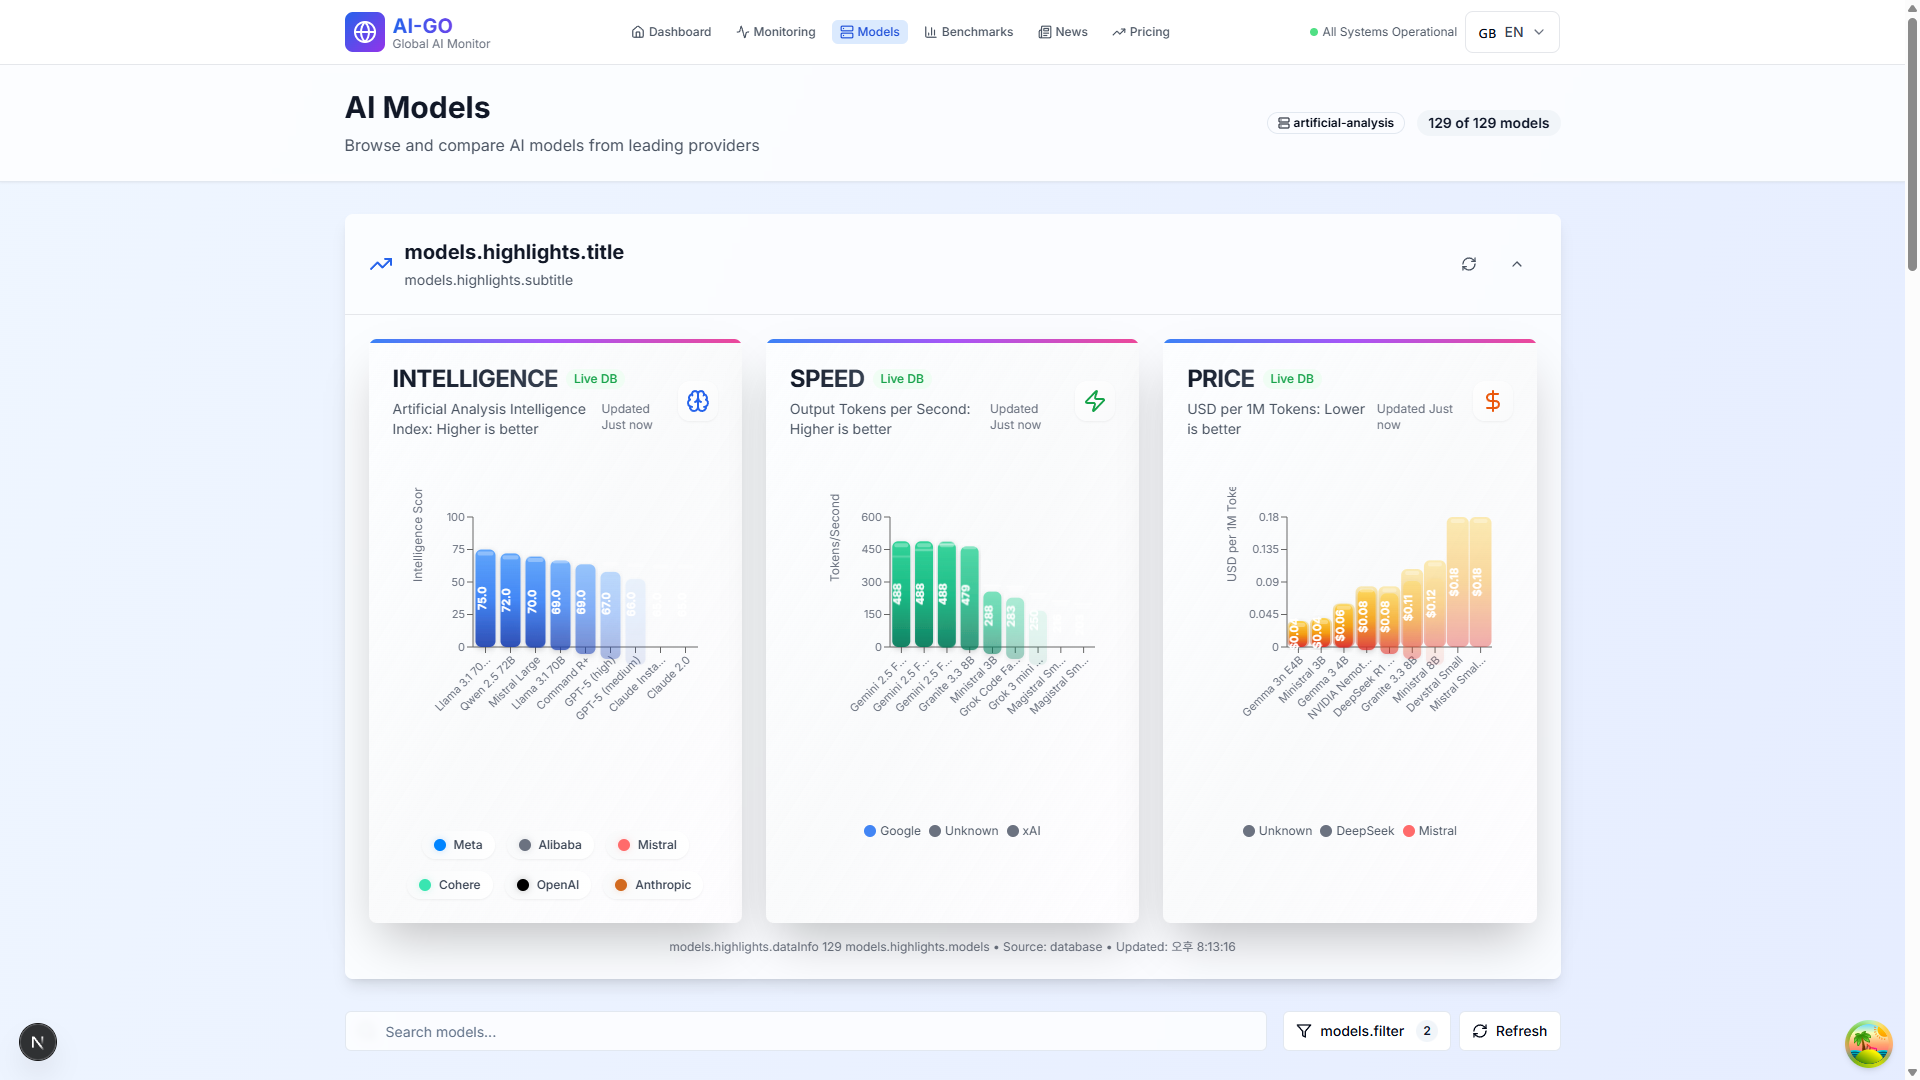 AI-GO
Global AI Monitor
Dashboard
Monitoring
Models
Benchmarks
News
Pricing
All Systems Operational
GB EN
AI Models
Browse and compare AI models from leading providers
artificial-analysis
129 of 129 models
models.highlights.title
models.highlights.subtitle
INTELLIGENCE
Live DB
Artificial Analysis Intelligence
Index: Higher is better
Updated
Just now
Intelligence Scor
100
75
50
25
0
75.0
72.0
70.0
69.0
69.0
67.0
66.0
Llama 3.1 70...
Qwen 2.5 72B
Mistral Large
Llama 3.1 70B
Command R+
GPT-5 (high)
GPT-5 (medium)
Claude Insta...
Claude 2.0
Meta
Alibaba
Mistral
Cohere
OpenAI
Anthropic
SPEED
Live DB
Output Tokens per Second:
Higher is better
Updated
Just now
Tokens/Second
600
450
300
150
0
488
488
488
479
288
283
Gemini 2.5 F...
Gemini 2.5 F...
Gemini 2.5 F...
Granite 3.3 8B
Ministral 3B
Grok Code Fa...
Grok 3 mini ...
Magistral Sm...
Magistral Sm...
Google
Unknown
xAI
PRICE
Live DB
USD per 1M Tokens: Lower
is better
Updated Just
now
USD per 1M Toke
0.18
0.135
0.09
0.045
0
$0.06
$0.08
$0.08
$0.11
$0.12
$0.18
$0.18
Gemma 3n E4B
Ministral 3B
Gemma 3 4B
NVIDIA Nemot...
DeepSeek R1 ...
Granite 3.3 8B
Ministral 8B
Devstral Small
Mistral Smal...
Unknown
DeepSeek
Mistral
models.highlights.dataInfo 129 models.highlights.models • Source: database • Updated: 오후 8:13:16
Search models...
models.filter 2
Refresh
N